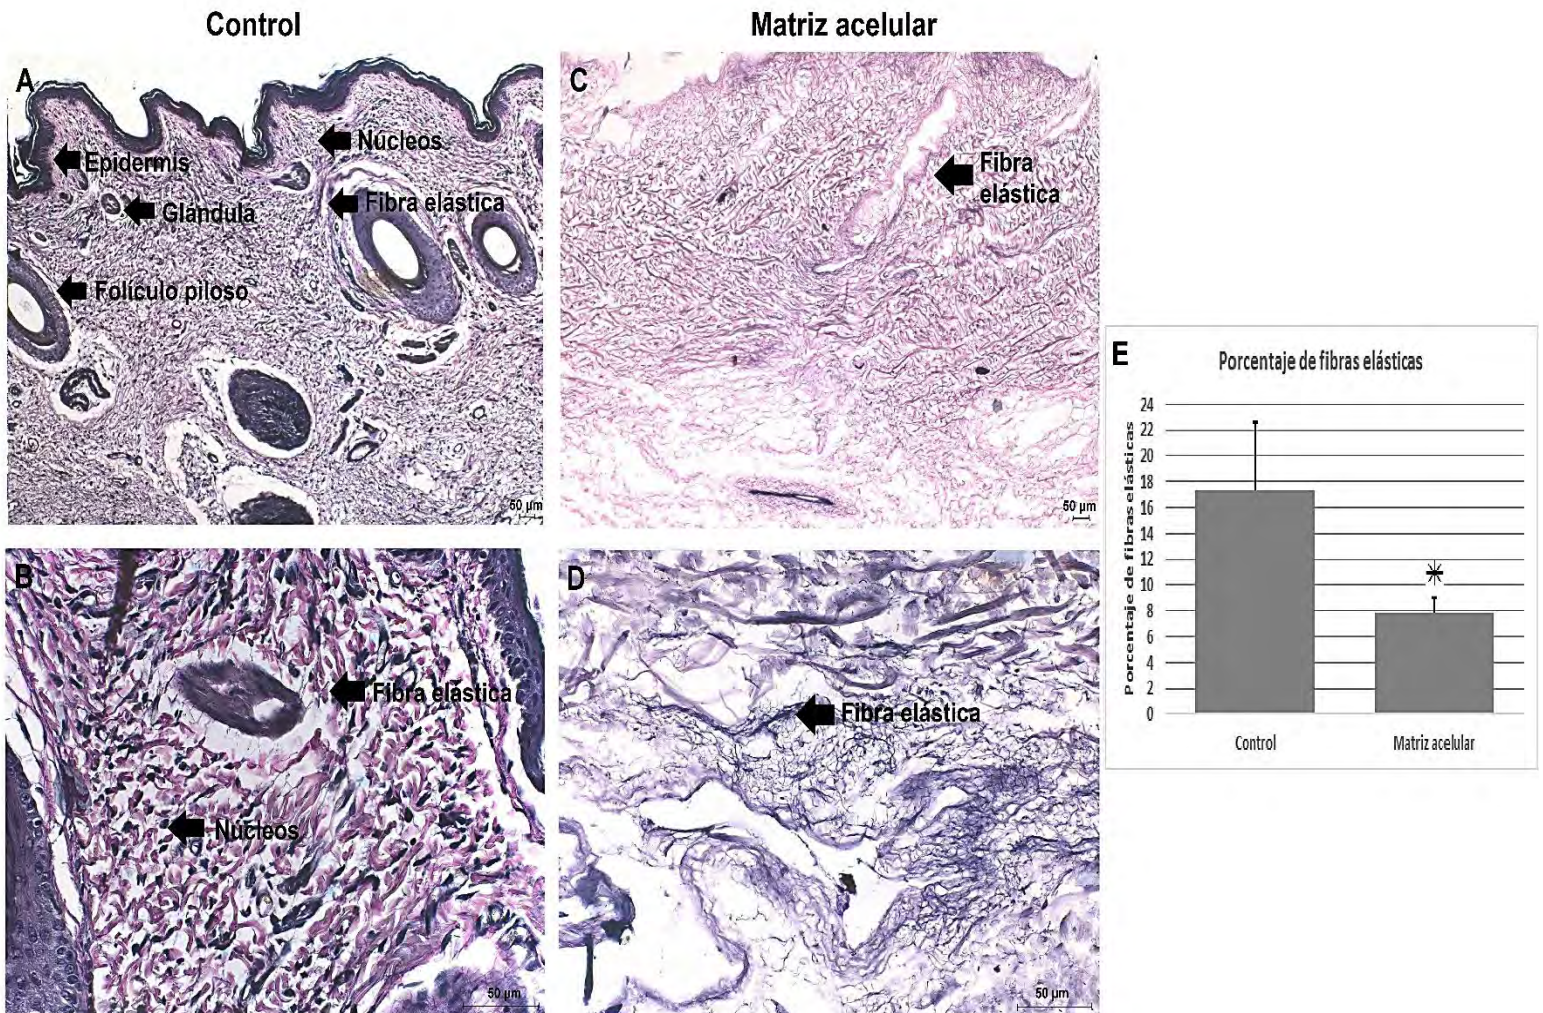 Control
Matriz acelular
A
Núcleos
Epidermis
Fibra elástica
Glandula
Folículo piloso
50 µm
C
Fibra
elástica
50 µm
B
Fibra elástica
Núcleos
50 µm
D
Fibra elástica
50 µm
E
Porcentaje de fibras elásticas
Porcentaje de fibras elásticas
24
22
20
18
16
14
12
10
8
6
4
2
0
Control
Matriz acelular